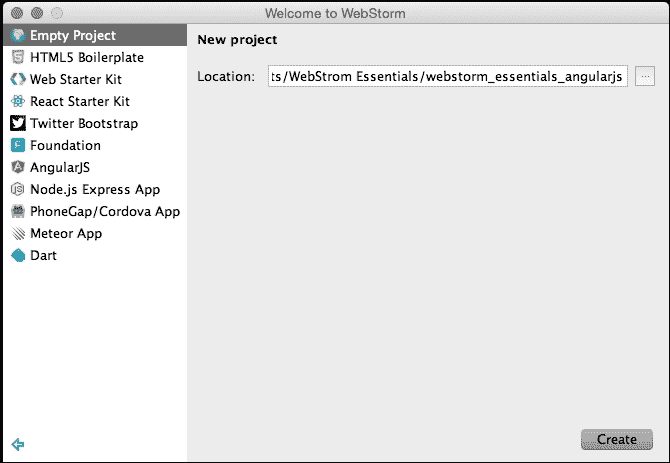 Welcome to WebStorm
Empty Project
HTML5 Boilerplate
Web Starter Kit
React Starter Kit
Twitter Bootstrap
Foundation
AngularJS
Node.js Express App
PhoneGap/Cordova App
Meteor App
Dart
New project
Location: ts/WebStrom Essentials/webstorm_essentials_angularjs ...
Create